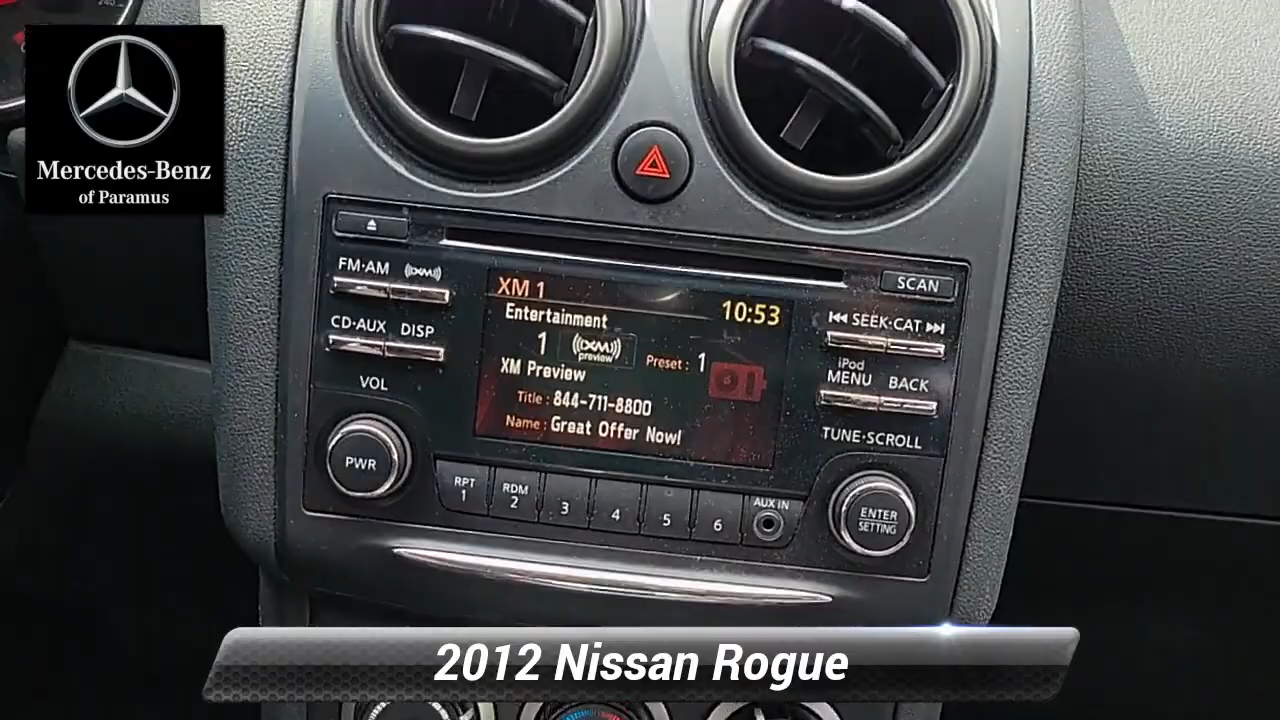 240
Mercedes-Benz
of Paramus
SCAN
FM·AM
((XM))
XM 1
10:53
SEEK·CAT
Entertainment
CD·AUX
DISP
1
((XM))
preview
Preset : 1
iPod
MENU
BACK
XM Preview
VOL
Title : 844-711-8800
Name : Great Offer Now!
TUNE·SCROLL
PWR
RPT
1
RDM
2
3
4
5
6
AUX IN
ENTER
SETTING
2012 Nissan Rogue